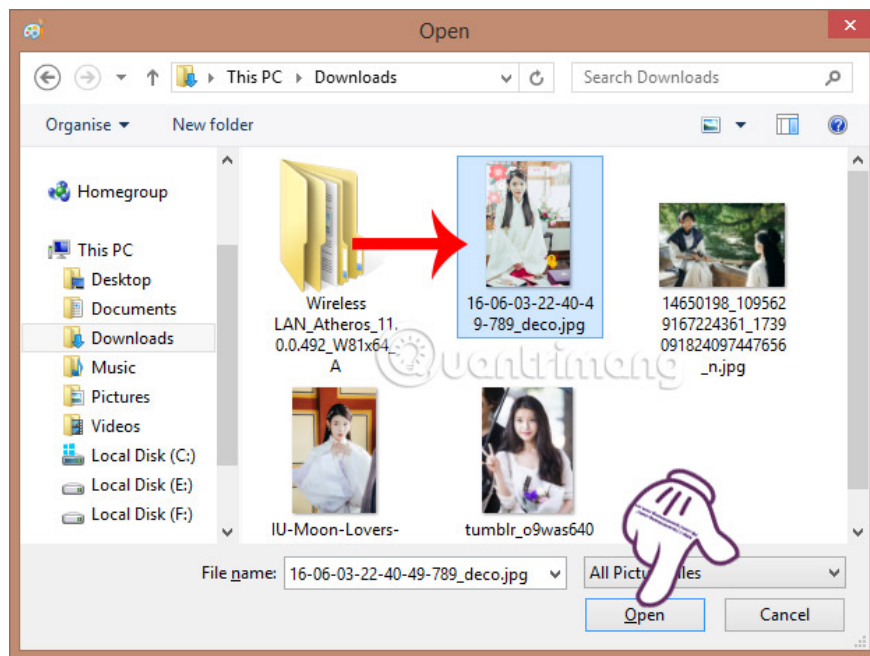 Open
This PC
Downloads
Search Downloads
Organise
New folder
Homegroup
This PC
Desktop
Documents
Downloads
Music
Pictures
Videos
Local Disk (C:)
Local Disk (E:)
Local Disk (F:)
Wireless
LAN_Atheros_11.
0.0.492_W81x64_
A
16-06-03-22-40-4
9-789_deco.jpg
14650198_109562
9167224361_1739
091824097447656
_n.jpg
Quantrimang
IU-Moon-Lovers-
tumblr_o9was640
File name:
16-06-03-22-40-49-789_deco.jpg
All
Open
Cancel